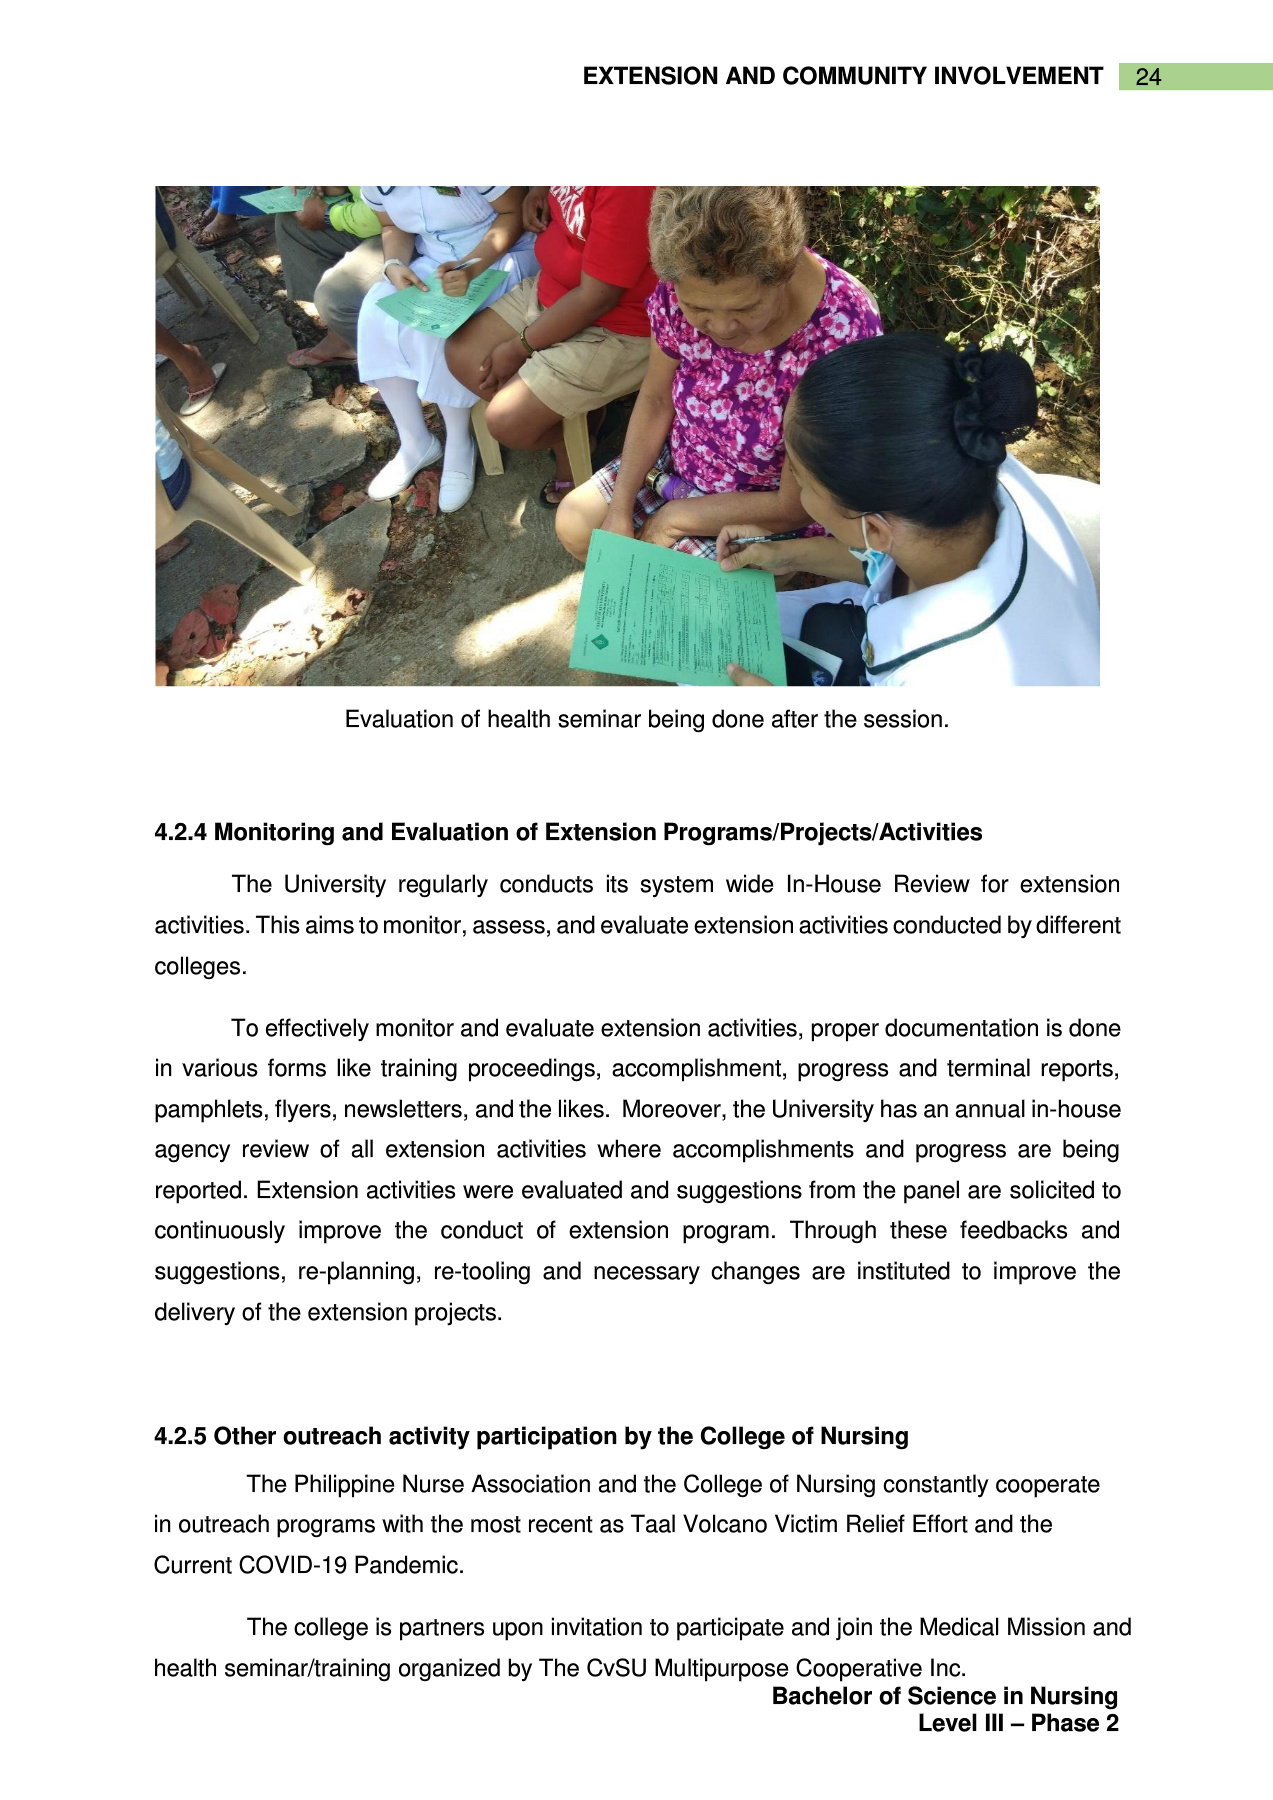 EXTENSION AND COMMUNITY INVOLVEMENT 24
Evaluation of health seminar being done after the session.
4.2.4 Monitoring and Evaluation of Extension Programs/Projects/Activities
The University regularly conducts its system wide In-House Review for extension
activities. This aims to monitor, assess, and evaluate extension activities conducted by different
colleges.
To effectively monitor and evaluate extension activities, proper documentation is done
in various forms like training proceedings, accomplishment, progress and terminal reports,
pamphlets, flyers, newsletters, and the likes. Moreover, the University has an annual in-house
agency review of all extension activities where accomplishments and progress are being
reported. Extension activities were evaluated and suggestions from the panel are solicited to
continuously improve the conduct of extension program. Through these feedbacks and
suggestions, re-planning, re-tooling and necessary changes are instituted to improve the
delivery of the extension projects.
4.2.5 Other outreach activity participation by the College of Nursing
The Philippine Nurse Association and the College of Nursing constantly cooperate
in outreach programs with the most recent as Taal Volcano Victim Relief Effort and the
Current COVID-19 Pandemic.
The college is partners upon invitation to participate and join the Medical Mission and
health seminar/training organized by The CvSU Multipurpose Cooperative Inc.
Bachelor of Science in Nursing
Level III – Phase 2